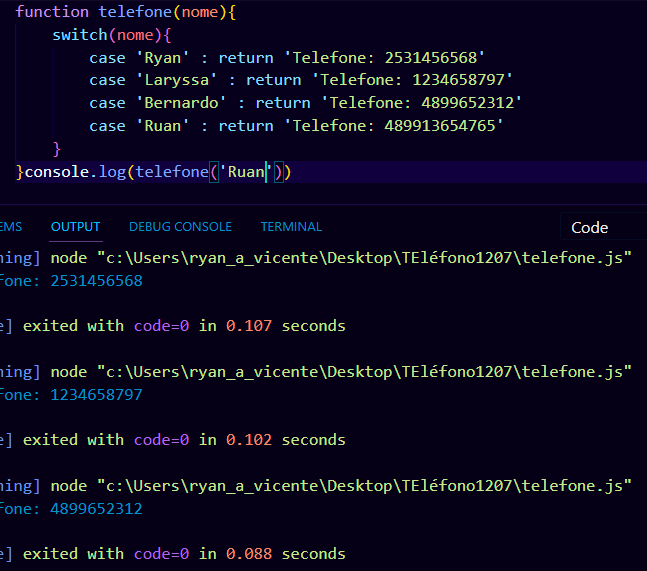 function telefone(nome){
switch(nome){
case 'Ryan' : return 'Telefone: 2531456568'
case 'Laryssa' : return 'Telefone: 1234658797'
case 'Bernardo' : return 'Telefone: 4899652312'
case 'Ruan' : return 'Telefone: 489913654765'
}
}console.log(telefone('Ruan'))
EMS OUTPUT DEBUG CONSOLE TERMINAL Code
ning] node "c:\Users\ryan_a_vicente\Desktop\TEléfono1207\telefone.js"
fone: 2531456568
e] exited with code=0 in 0.107 seconds
ning] node "c:\Users\ryan_a_vicente\Desktop\TEléfono1207\telefone.js"
fone: 1234658797
e] exited with code=0 in 0.102 seconds
ning] node "c:\Users\ryan_a_vicente\Desktop\TEléfono1207\telefone.js"
fone: 4899652312
e] exited with code=0 in 0.088 seconds